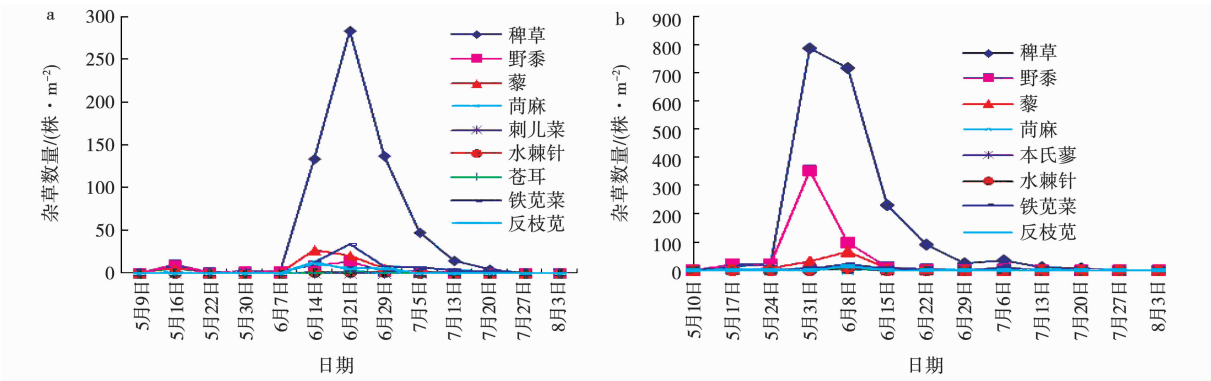 a
300
250
200
150
100
50
0
杂草数量/(株·m⁻²)
稗草
野黍
藜
苘麻
刺儿菜
水棘针
苍耳
铁苋菜
反枝苋
5月9日
5月16日
5月22日
5月30日
6月7日
6月14日
6月21日
6月29日
7月5日
7月13日
7月20日
7月27日
8月3日
日期
b
900
800
700
600
500
400
300
200
100
0
杂草数量/(株·m⁻²)
稗草
野黍
藜
苘麻
本氏蓼
水棘针
铁苋菜
反枝苋
5月10日
5月17日
5月24日
5月31日
6月8日
6月15日
6月22日
6月29日
7月6日
7月13日
7月20日
7月27日
8月3日
日期